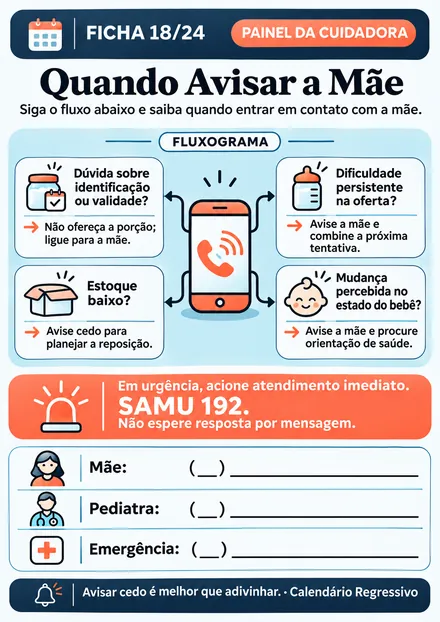 FICHA 18/24
PAINEL DA CUIDADORA
Quando Avisar a Mãe
Siga o fluxo abaixo e saiba quando entrar em contato com a mãe.
FLUXOGRAMA
Dúvida sobre
identificação
ou validade?
Não ofereça a porção;
ligue para a mãe.
Dificuldade
persistente
na oferta?
Avise a mãe e
combine a próxima
tentativa.
Estoque
baixo?
Avise cedo para
planejar a reposição.
Mudança
percebida no
estado do bebê?
Avise a mãe e procure
orientação de saúde.
Em urgência, acione atendimento imediato.
SAMU 192.
Não espere resposta por mensagem.
Mãe: (__) ____________________
Pediatra: (__) ____________________
Emergência: (__) ____________________
Avisar cedo é melhor que adivinhar. · Calendário Regressivo